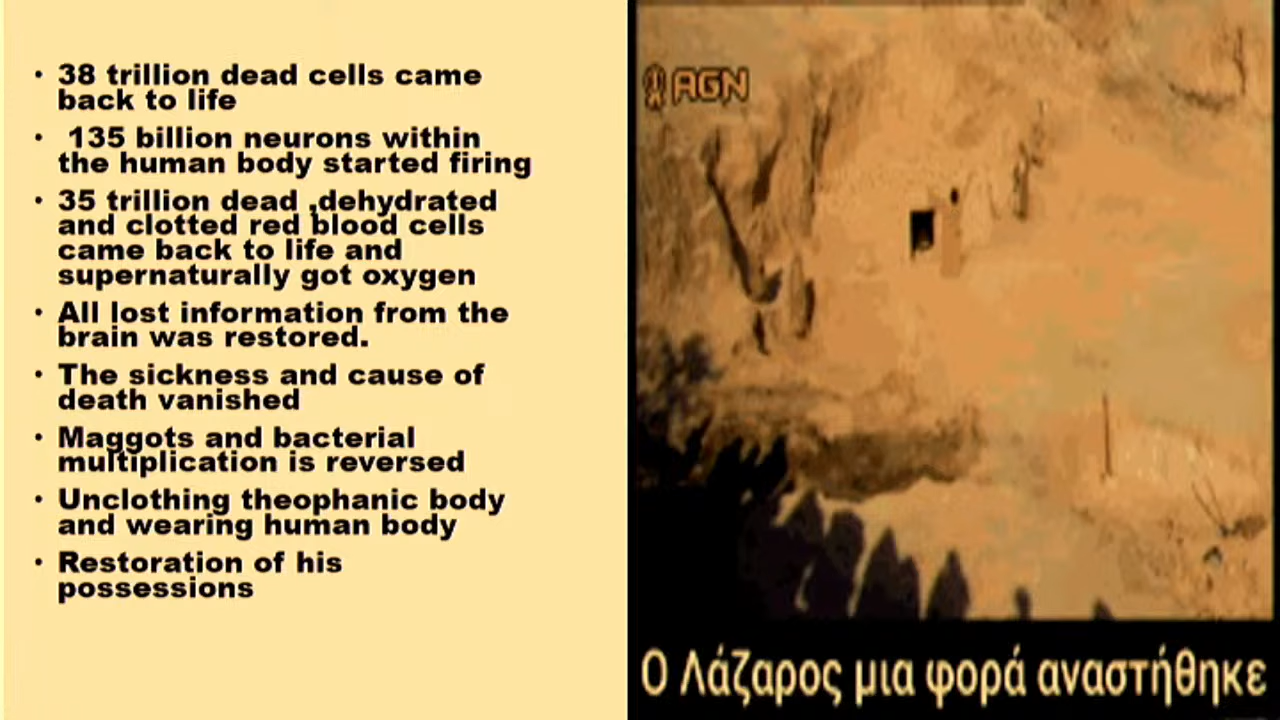 • 38 trillion dead cells came
back to life
• 135 billion neurons within
the human body started firing
• 35 trillion dead ,dehydrated
and clotted red blood cells
came back to life and
supernaturally got oxygen
• All lost information from the
brain was restored.
• The sickness and cause of
death vanished
• Maggots and bacterial
multiplication is reversed
• Unclothing theophanic body
and wearing human body
• Restoration of his
possessions
AGN
Ο Λάζαρος μια φορά αναστήθηκε